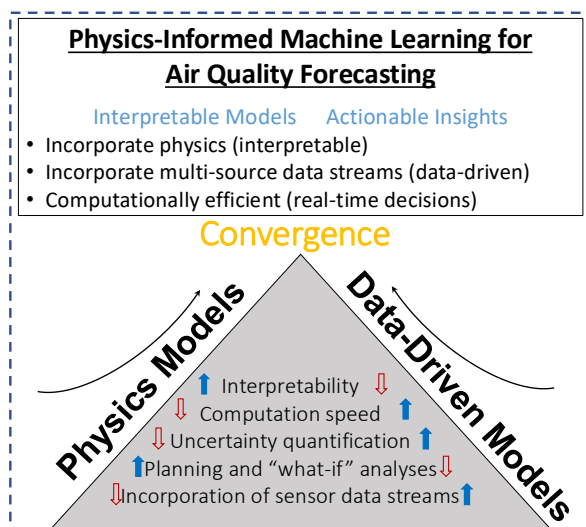 Physics-Informed Machine Learning for
Air Quality Forecasting
Interpretable Models Actionable Insights
• Incorporate physics (interpretable)
• Incorporate multi-source data streams (data-driven)
• Computationally efficient (real-time decisions)
Convergence
Physics Models
Data-Driven Models
Interpretability
Computation speed
Uncertainty quantification
Planning and “what-if” analyses
Incorporation of sensor data streams